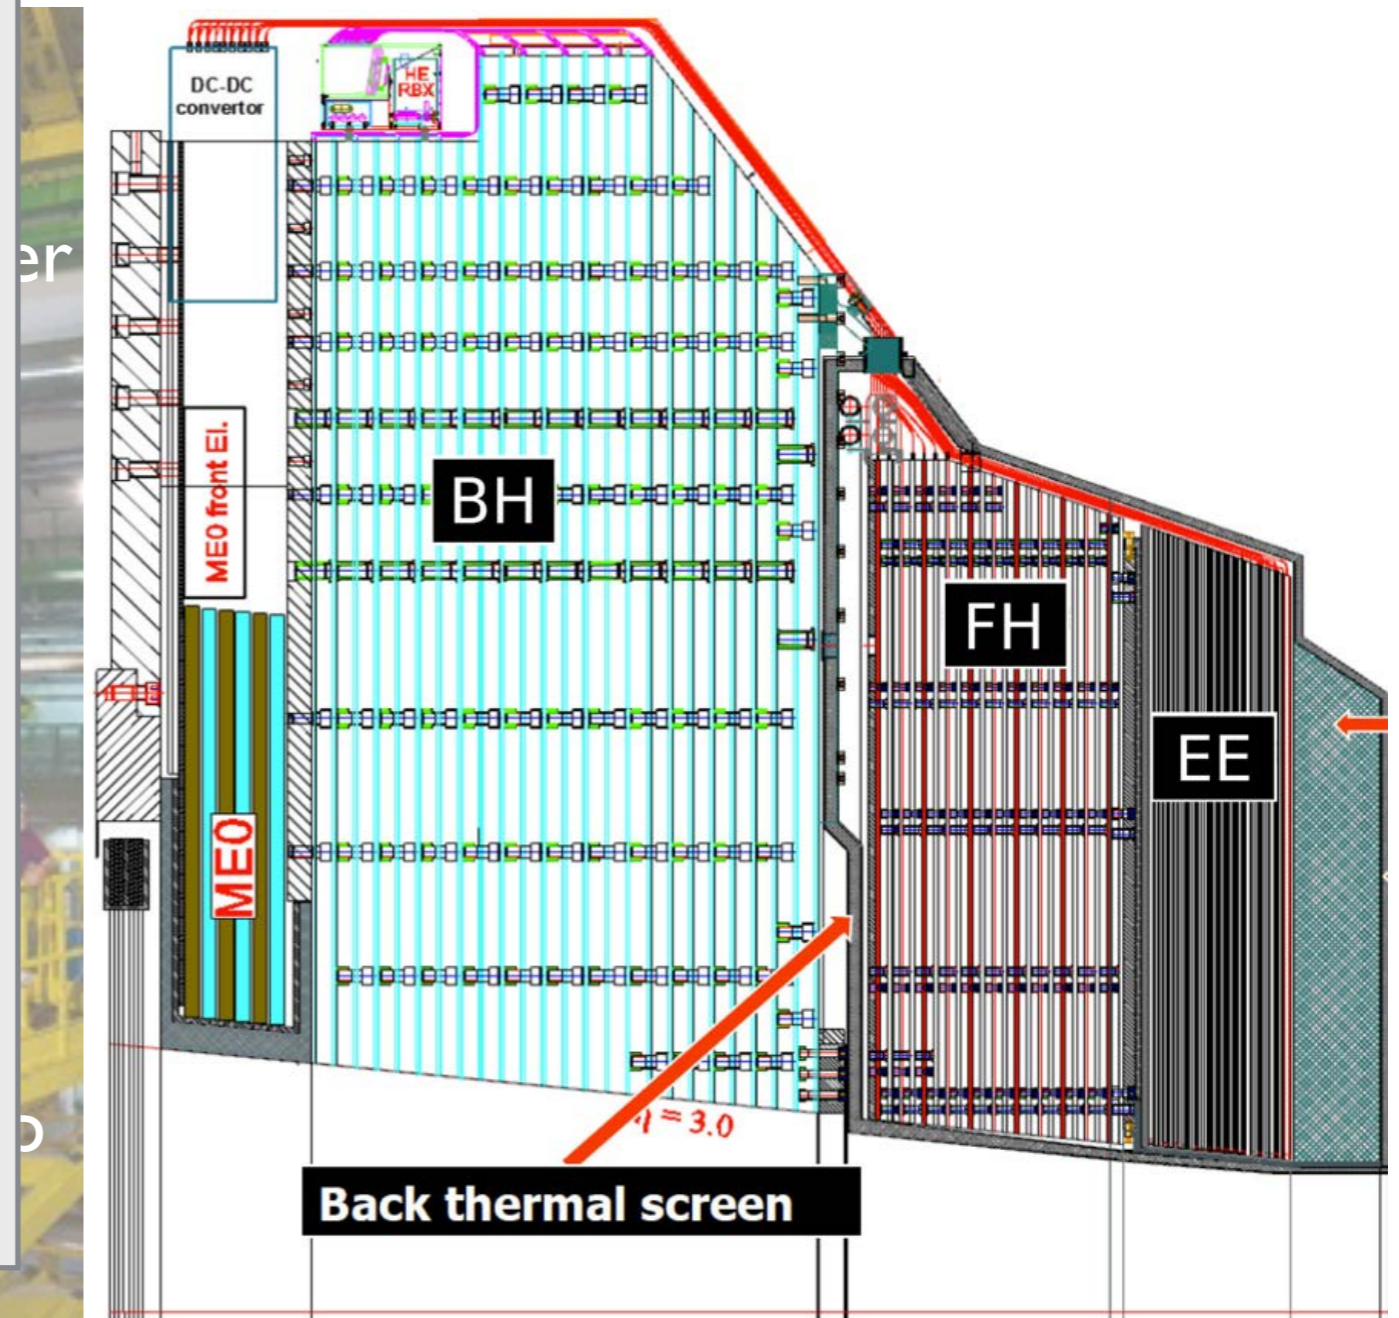 DC-DC
convertor
HE
RBX
er
ME0 front El.
BH
FH
EE
ME0
η = 3.0
Back thermal screen